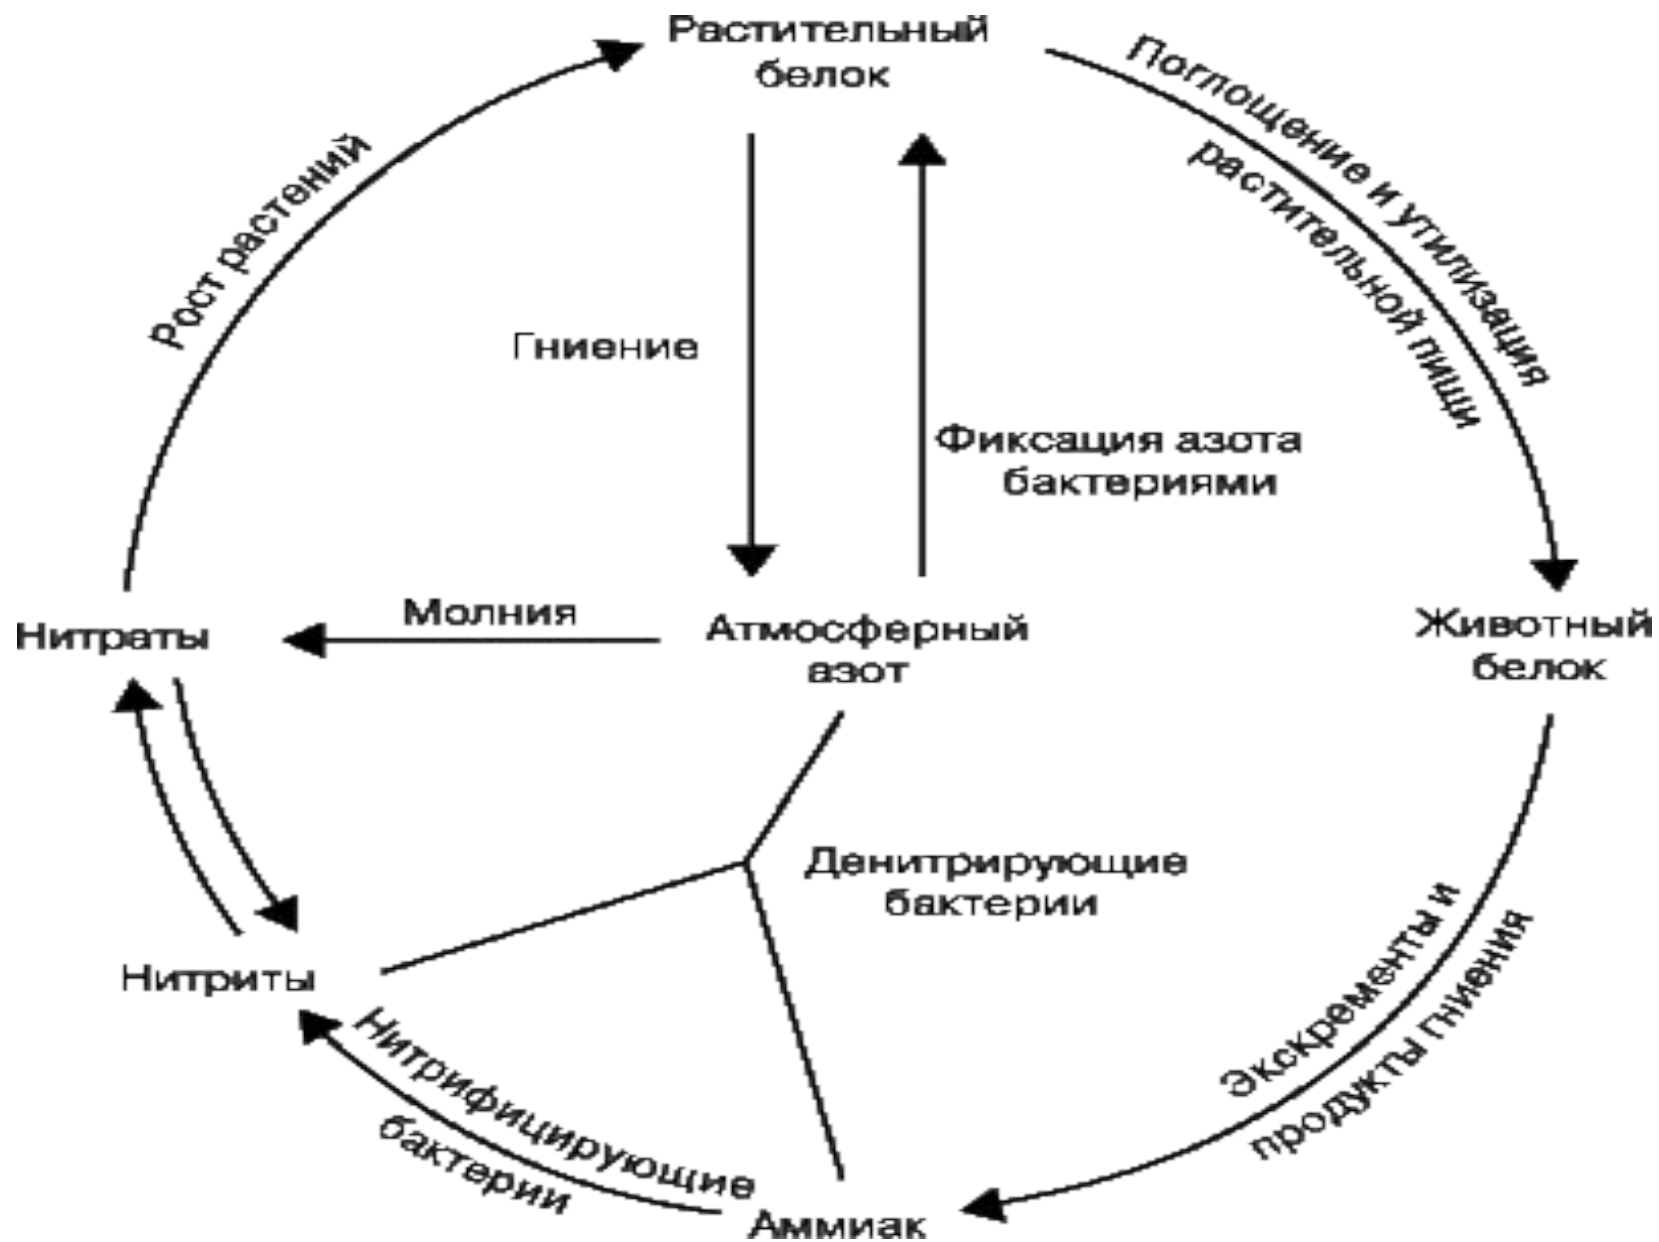 Растительный
белок
Поглощение и утилизация
растительной пищи
Рост растений
Гниение
Фиксация азота
бактериями
Нитраты
Молния
Атмосферный
азот
Животный
белок
Денитрирующие
бактерии
Нитриты
Экскременты и
продукты гниения
Нитрифицирующие
бактерии
Аммиак